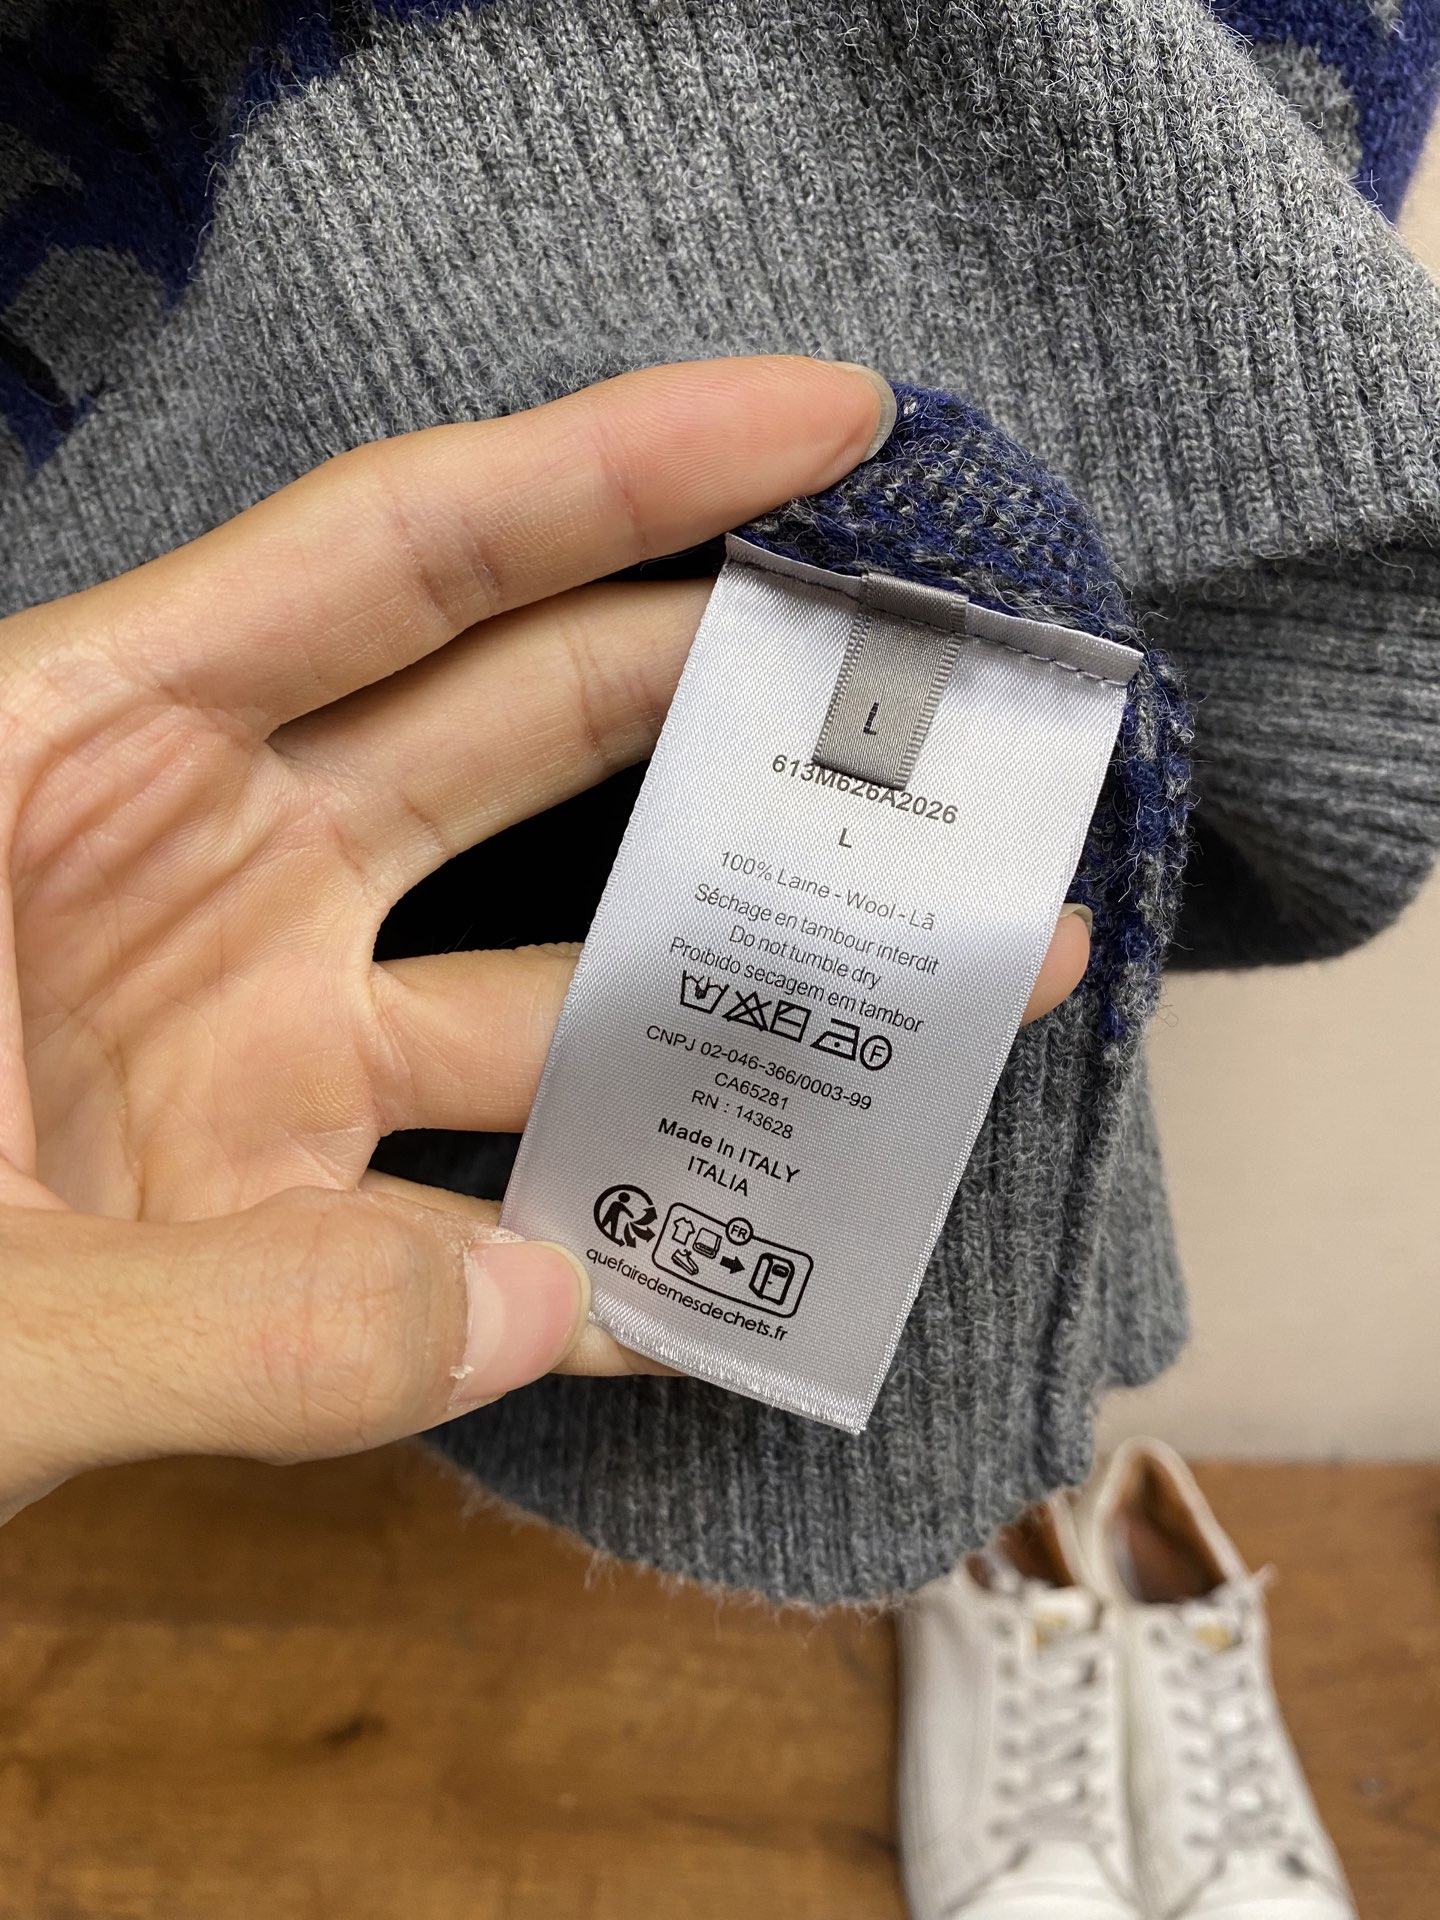 L
613M626A2026
L
100% Laine - Wool - Lã
Séchage en tambour interdit
Do not tumble dry
Proibido secagem em tambor
F
CNPJ 02-046-366/0003-99
CA65281
RN : 143628
Made In ITALY
ITALIA
FR
quefairedemesdechets.fr